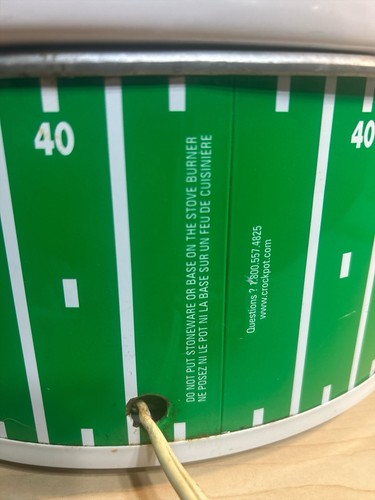 40
40
DO NOT PUT STONEWARE OR BASE ON THE STOVE BURNER
NE POSEZ NI LE POT NI LA BASE SUR UN FEU DE CUISINIÈRE
Questions ? 1.800.557.4825
www.crockpot.com